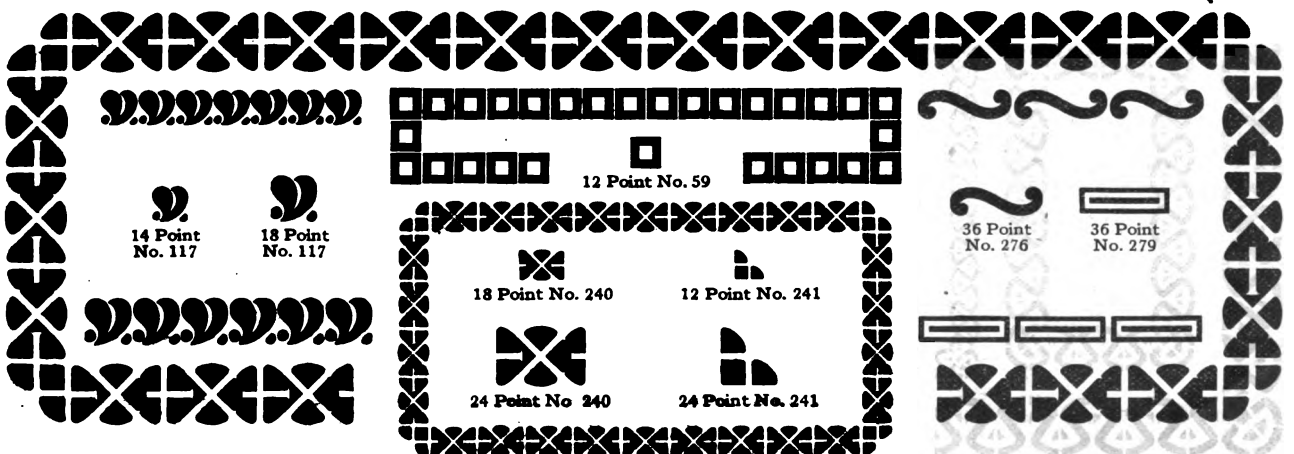 14 Point
No. 117
18 Point
No. 117
12 Point No. 59
18 Point No. 240
12 Point No. 241
24 Point No 240
24 Point No. 241
36 Point
No. 276
36 Point
No. 279